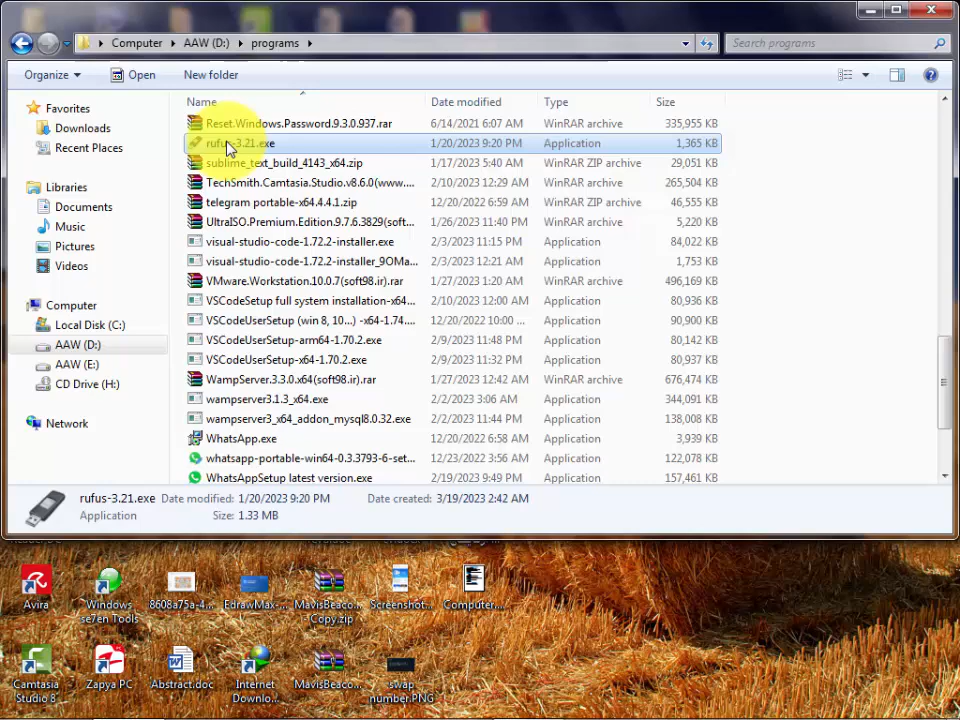 Computer ▸ AAW (D:) ▸ programs ▸
Search programs
Organize Open New folder
Name Date modified Type Size
Favorites
Downloads
Recent Places
Libraries
Documents
Music
Pictures
Videos
Computer
Local Disk (C:)
AAW (D:)
AAW (E:)
CD Drive (H:)
Network
Reset.Windows.Password.9.3.0.937.rar 6/14/2021 6:07 AM WinRAR archive 335,955 KB
rufus-3.21.exe 1/20/2023 9:20 PM Application 1,365 KB
sublime_text_build_4143_x64.zip 1/17/2023 5:40 AM WinRAR ZIP archive 29,051 KB
TechSmith.Camtasia.Studio.v8.6.0(www.... 2/10/2023 12:29 AM WinRAR archive 265,504 KB
telegram portable-x64.4.4.1.zip 12/20/2022 6:59 AM WinRAR ZIP archive 46,555 KB
UltraISO.Premium.Edition.9.7.6.3829(soft... 1/26/2023 11:40 PM WinRAR archive 5,220 KB
visual-studio-code-1.72.2-installer.exe 2/3/2023 11:15 PM Application 84,022 KB
visual-studio-code-1.72.2-installer_9OMa... 2/3/2023 12:21 AM Application 1,753 KB
VMware.Workstation.10.0.7(soft98.ir).rar 1/27/2023 1:20 AM WinRAR archive 496,169 KB
VSCodeSetup full system installation-x64... 2/10/2023 12:00 AM Application 80,936 KB
VSCodeUserSetup (win 8, 10...) -x64-1.74.... 12/20/2022 10:00 ... Application 90,900 KB
VSCodeUserSetup-arm64-1.70.2.exe 2/9/2023 11:48 PM Application 80,142 KB
VSCodeUserSetup-x64-1.70.2.exe 2/9/2023 11:32 PM Application 80,937 KB
WampServer.3.3.0.x64(soft98.ir).rar 1/27/2023 12:42 AM WinRAR archive 676,474 KB
wampserver3.1.3_x64.exe 2/2/2023 3:06 AM Application 344,091 KB
wampserver3_x64_addon_mysql8.0.32.exe 2/2/2023 11:44 PM Application 138,008 KB
WhatsApp.exe 12/20/2022 6:58 AM Application 3,939 KB
whatsapp-portable-win64-0.3.3793-6-set... 12/23/2022 3:56 AM Application 122,078 KB
WhatsAppSetup latest version.exe 2/19/2023 9:49 PM Application 157,461 KB
rufus-3.21.exe Date modified: 1/20/2023 9:20 PM Date created: 3/19/2023 2:42 AM
Application Size: 1.33 MB
Avira
Windows se7en Tools
8608a75a-4...
EdrawMax-...
MavisBeaco... - Copy.zip
Screenshot...
Computer....
Camtasia Studio 8
Zapya PC
Abstract.doc
Internet Downlo...
MavisBeaco...
swap number.PNG